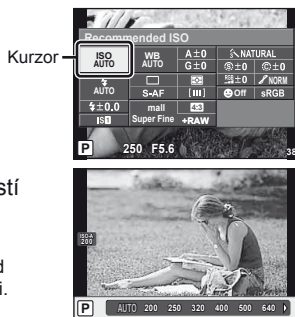 Recommended ISO
Kurzor
ISO AUTO WB AUTO A±0 G±0 NATURAL
S±0 C±0
AUTO S-AF NORM
±0.0 mall Super Fine 4:3 +RAW Off sRGB
IS1
P 250 F5.6 38
stí
d
i.
ISO-A 200
P AUTO 200 250 320 400 500 640